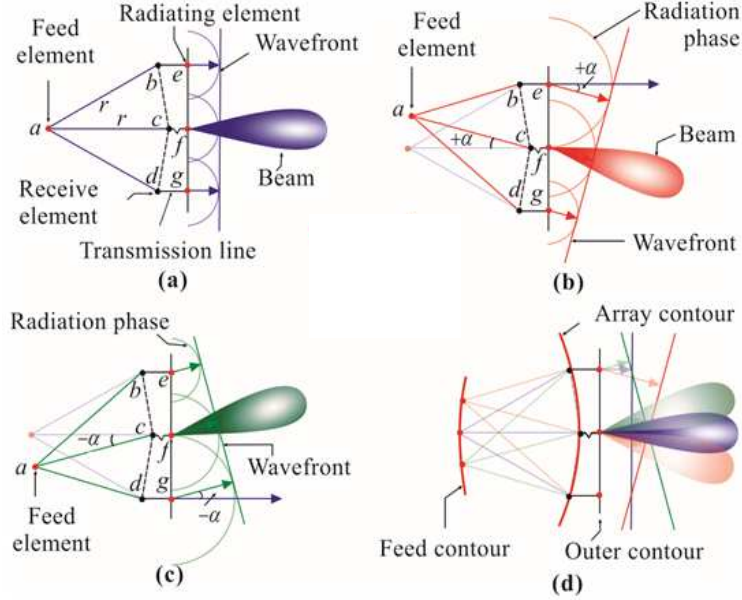 Feed
element
Radiating element
Wavefront
a
b
c
d
e
f
g
r
r
Receive
element
Beam
Transmission line
(a)
Feed
element
Radiation
phase
+α
a
b
c
d
e
f
g
+α
Beam
Wavefront
(b)
Radiation phase
b
e
c
−α
f
a
d
g
Wavefront
Feed
element
−α
(c)
Array contour
Feed contour
Outer contour
(d)